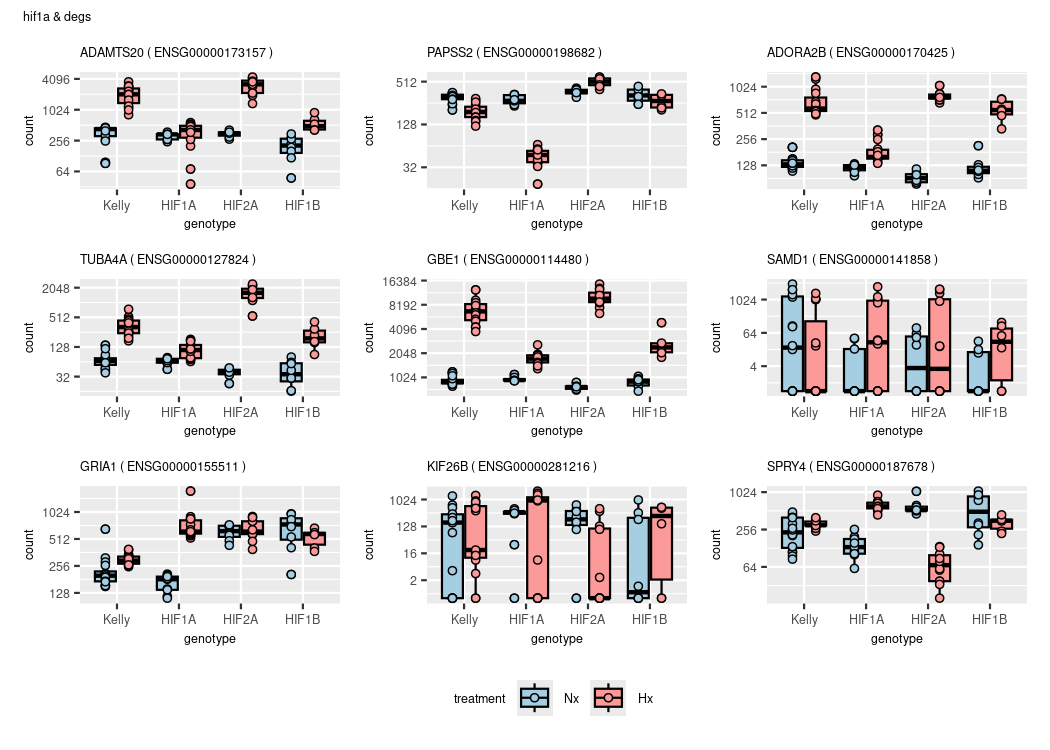 hif1a & degs
ADAMTS20 ( ENSG00000173157 )
PAPSS2 ( ENSG00000198682 )
ADORA2B ( ENSG00000170425 )
count
4096
1024
256
64
Kelly HIF1A HIF2A HIF1B
genotype
count
512
128
32
Kelly HIF1A HIF2A HIF1B
genotype
count
1024
512
256
128
Kelly HIF1A HIF2A HIF1B
genotype
TUBA4A ( ENSG00000127824 )
GBE1 ( ENSG00000114480 )
SAMD1 ( ENSG00000141858 )
count
2048
512
128
32
Kelly HIF1A HIF2A HIF1B
genotype
count
16384
8192
4096
2048
1024
Kelly HIF1A HIF2A HIF1B
genotype
count
1024
64
4
Kelly HIF1A HIF2A HIF1B
genotype
GRIA1 ( ENSG00000155511 )
KIF26B ( ENSG00000281216 )
SPRY4 ( ENSG00000187678 )
count
1024
512
256
128
Kelly HIF1A HIF2A HIF1B
genotype
count
1024
128
16
2
Kelly HIF1A HIF2A HIF1B
genotype
count
1024
256
64
Kelly HIF1A HIF2A HIF1B
genotype
treatment Nx Hx